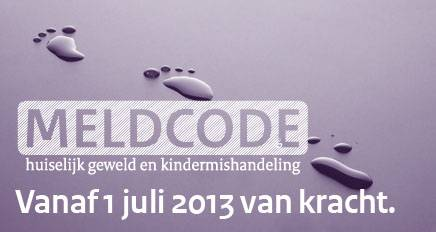 MELDCODE
huiselijk geweld en kindermishandeling
Vanaf 1 juli 2013 van kracht.